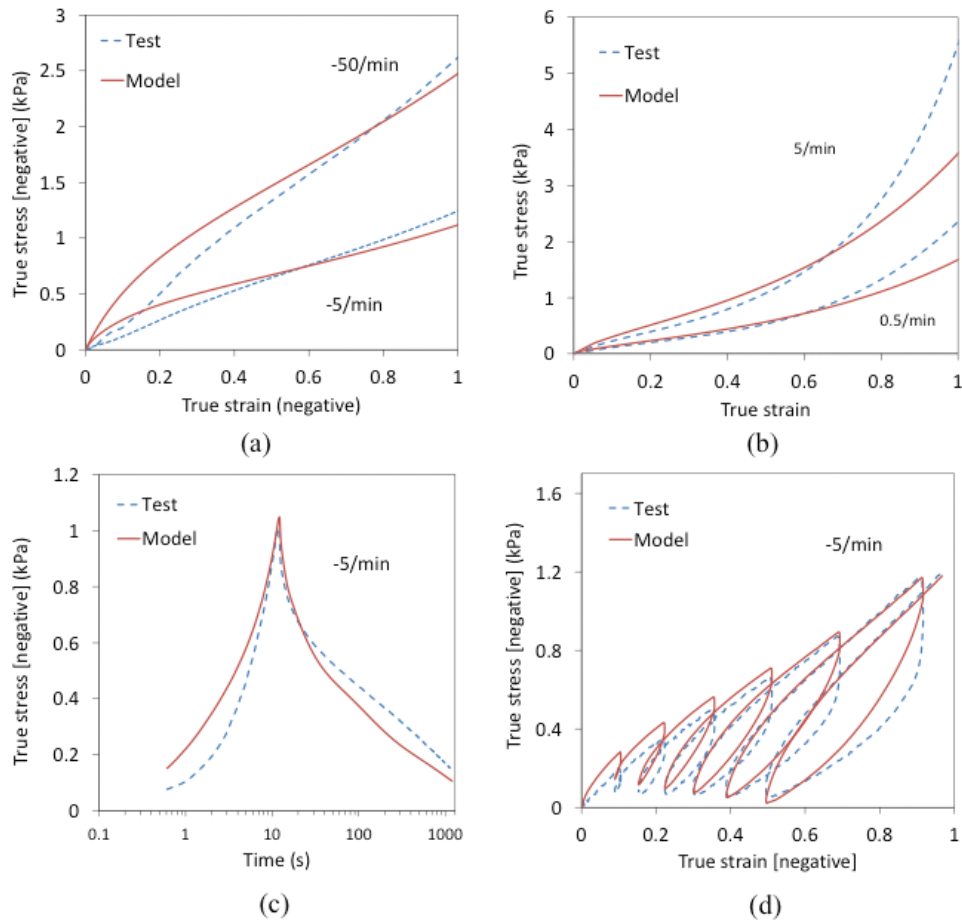 3
2.5
2
1.5
1
0.5
0
0 0.2 0.4 0.6 0.8 1
True stress [negative] (kPa)
True strain (negative)
Test
Model
-50/min
-5/min
(a)
6
5
4
3
2
1
0
0 0.2 0.4 0.6 0.8 1
True stress (kPa)
True strain
Test
Model
5/min
0.5/min
(b)
1.2
1
0.8
0.6
0.4
0.2
0
0.1 1 10 100 1000
True stress [negative] (kPa)
Time (s)
Test
Model
-5/min
(c)
1.6
1.2
0.8
0.4
0
0 0.2 0.4 0.6 0.8 1
True stress [negative] (kPa)
True strain [negative]
Test
Model
-5/min
(d)